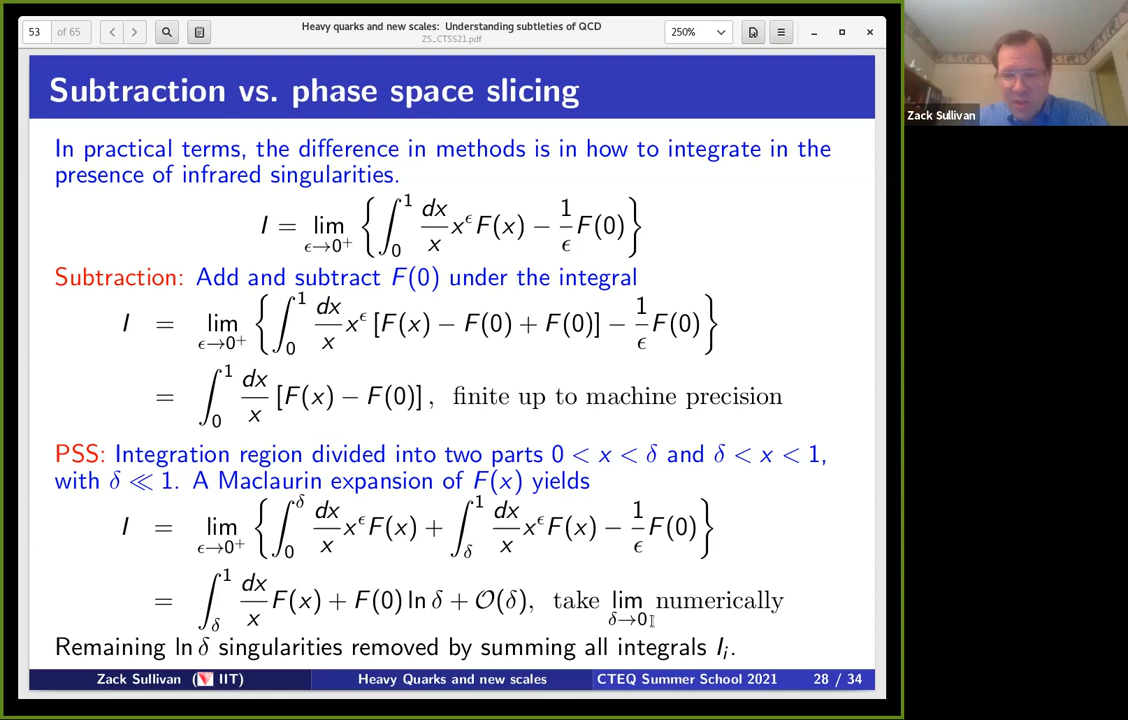 53 of 65
Heavy quarks and new scales: Understanding subtleties of QCD
ZS_CTSS21.pdf
250%
Subtraction vs. phase space slicing
In practical terms, the difference in methods is in how to integrate in the
presence of infrared singularities.
I = lim_{ϵ→0⁺} { ∫_0^1 dx/x x^ϵ F(x) − 1/ϵ F(0) }
Subtraction: Add and subtract F(0) under the integral
I = lim_{ϵ→0⁺} { ∫_0^1 dx/x x^ϵ [F(x) − F(0) + F(0)] − 1/ϵ F(0) }
= ∫_0^1 dx/x [F(x) − F(0)] , finite up to machine precision
PSS: Integration region divided into two parts 0 < x < δ and δ < x < 1,
with δ ≪ 1. A Maclaurin expansion of F(x) yields
I = lim_{ϵ→0⁺} { ∫_0^δ dx/x x^ϵ F(x) + ∫_δ^1 dx/x x^ϵ F(x) − 1/ϵ F(0) }
= ∫_δ^1 dx/x F(x) + F(0) ln δ + 𝒪(δ), take lim_{δ→0} numerically
Remaining ln δ singularities removed by summing all integrals I_i.
Zack Sullivan (IIT) Heavy Quarks and new scales CTEQ Summer School 2021 28 / 34
Zack Sullivan